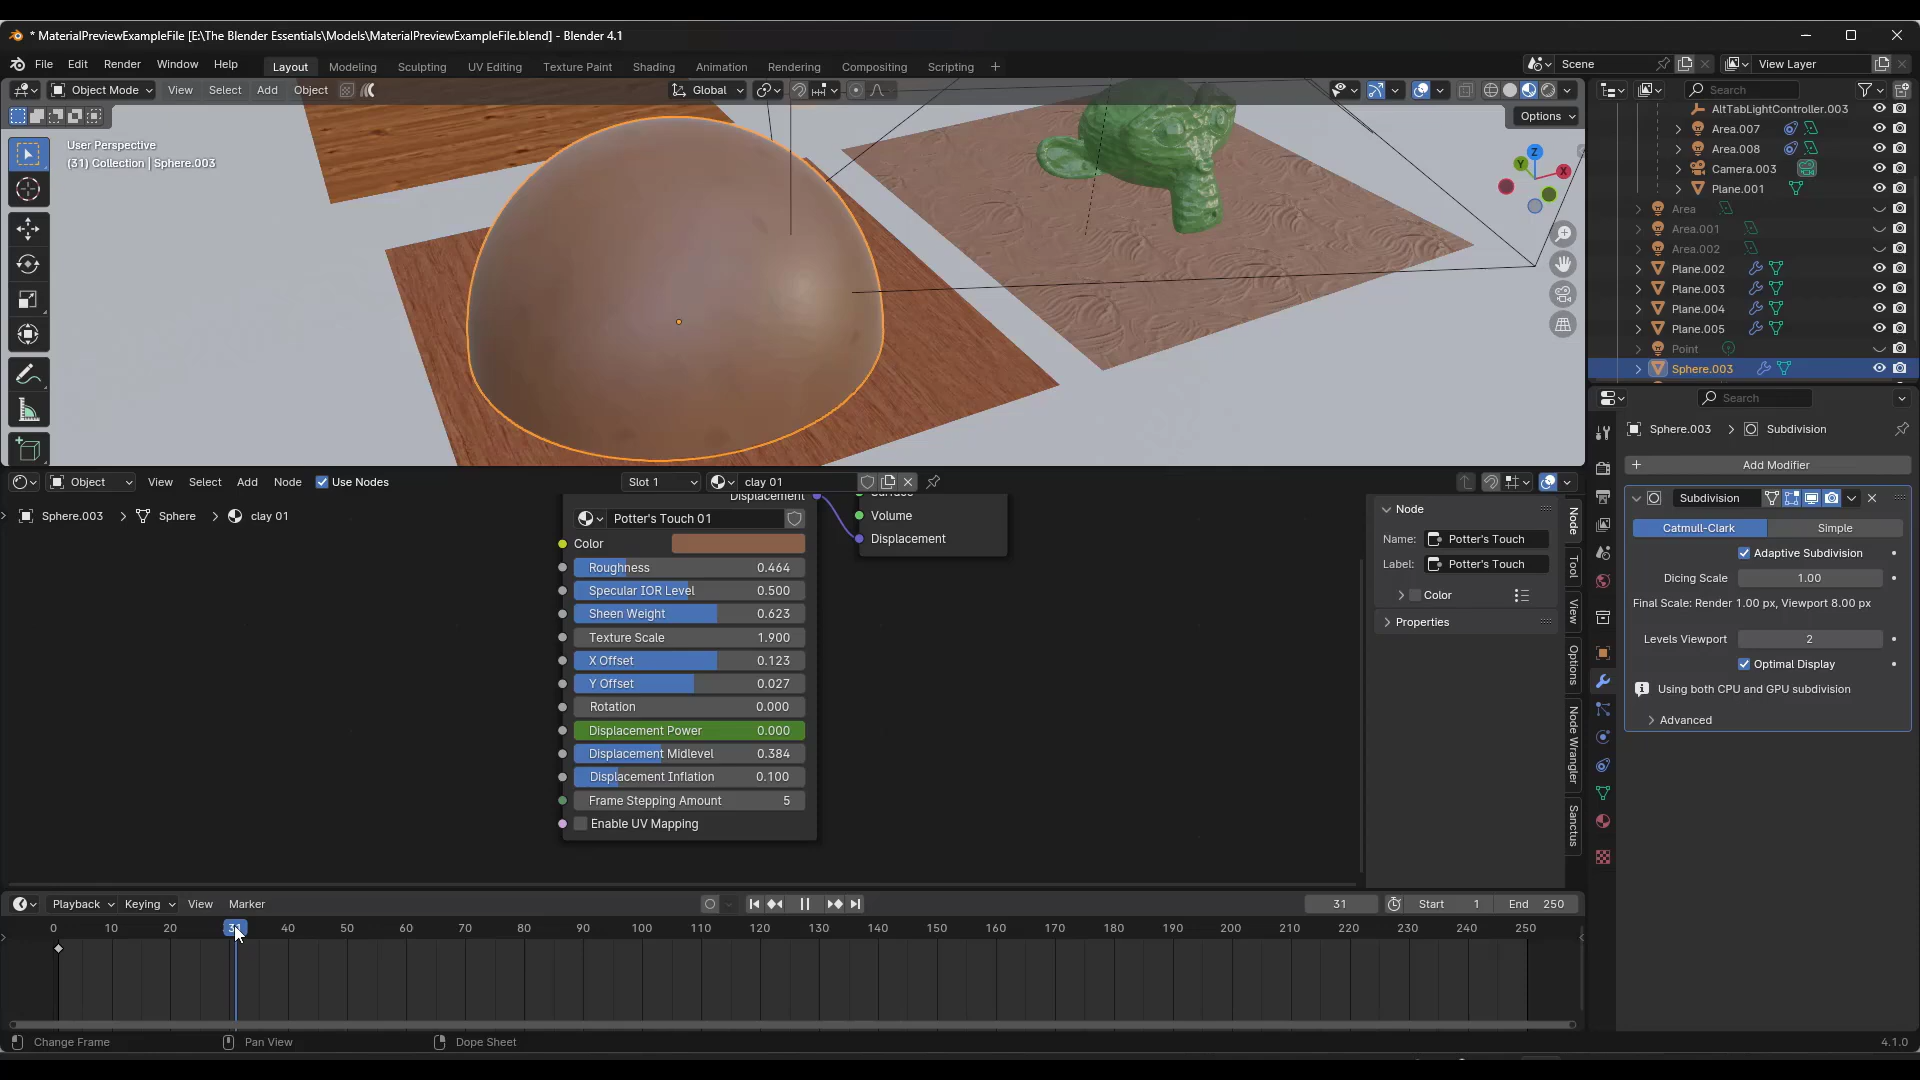 * MaterialPreviewExampleFile [E:\The Blender Essentials\Models\MaterialPreviewExampleFile.blend] - Blender 4.1
File Edit Render Window Help
Layout Modeling Sculpting UV Editing Texture Paint Shading Animation Rendering Compositing Scripting +
Scene
View Layer
Object Mode View Select Add Object
Global
Search
Options
User Perspective
(31) Collection | Sphere.003
Z
Y
X
AltTabLightController.003
Area.007
Area.008
Camera.003
Plane.001
Area
Area.001
Area.002
Plane.002
Plane.003
Plane.004
Plane.005
Point
Sphere.003
Search
Sphere.003 > Subdivision
+ Add Modifier
Subdivision
Catmull-Clark Simple
Adaptive Subdivision
Dicing Scale 1.00
Final Scale: Render 1.00 px, Viewport 8.00 px
Levels Viewport 2
Optimal Display
Using both CPU and GPU subdivision
Advanced
Object View Select Add Node Use Nodes
Slot 1
clay 01
Sphere.003 > Sphere > clay 01
Displacement
Potter's Touch 01
Color
Roughness 0.464
Specular IOR Level 0.500
Sheen Weight 0.623
Texture Scale 1.900
X Offset 0.123
Y Offset 0.027
Rotation 0.000
Displacement Power 0.000
Displacement Midlevel 0.384
Displacement Inflation 0.100
Frame Stepping Amount 5
Enable UV Mapping
Surface
Volume
Displacement
Node
Name: Potter's Touch
Label: Potter's Touch
Color
Properties
Node
Tool
View
Options
Node Wrangler
Sanctus
Playback Keying View Marker
31
Start 1
End 250
0 10 20 31 40 50 60 70 80 90 100 110 120 130 140 150 160 170 180 190 200 210 220 230 240 250
Change Frame
Pan View
Dope Sheet
4.1.0